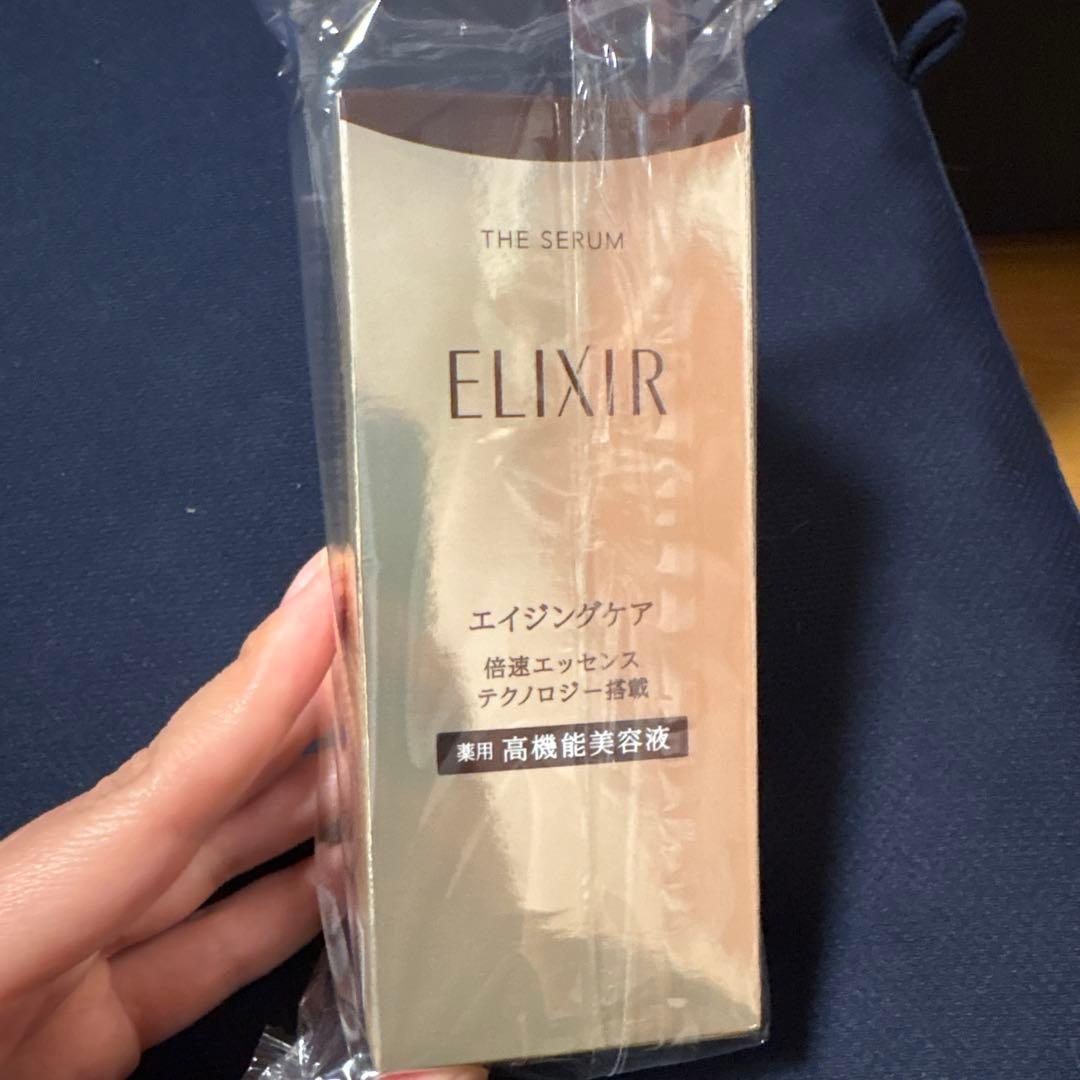 THE SERUM
ELIXIR
エイジングケア
倍速エッセンス
テクノロジー搭載
薬用 高機能美容液